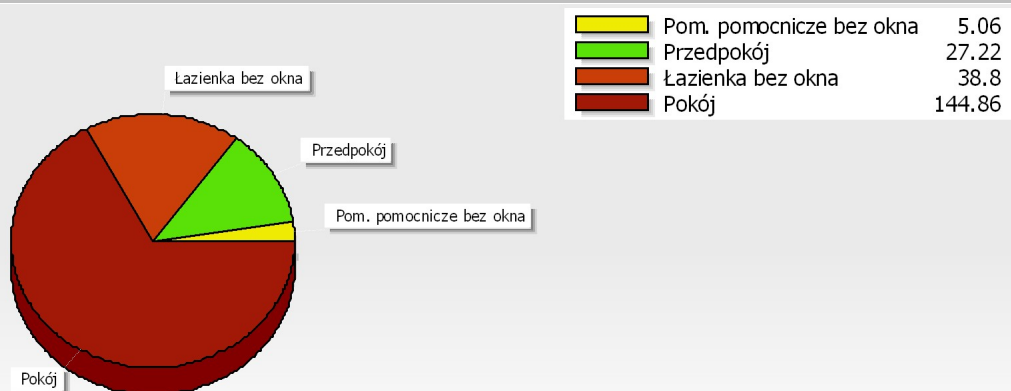 Pom. pomocnicze bez okna 5.06
Przedpokój 27.22
Łazienka bez okna 38.8
Pokój 144.86
Łazienka bez okna
Przedpokój
Pom. pomocnicze bez okna
Pokój